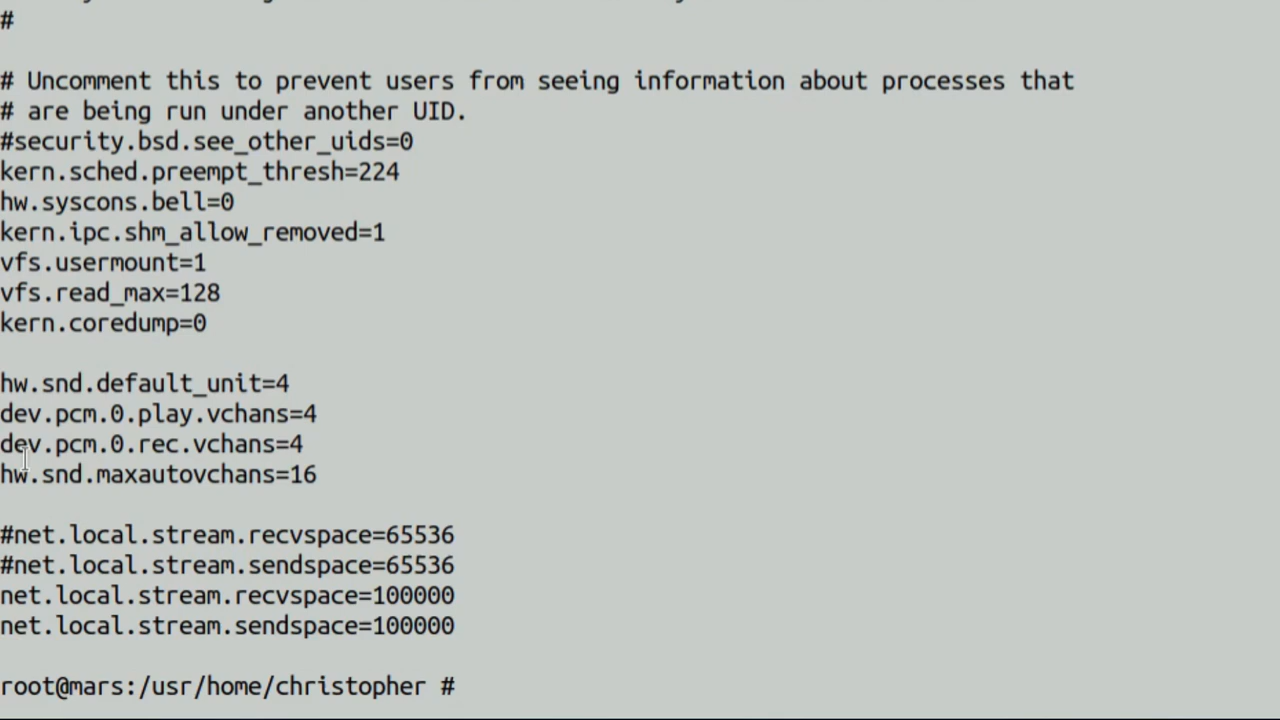 #
# Uncomment this to prevent users from seeing information about processes that
# are being run under another UID.
#security.bsd.see_other_uids=0
kern.sched.preempt_thresh=224
hw.syscons.bell=0
kern.ipc.shm_allow_removed=1
vfs.usermount=1
vfs.read_max=128
kern.coredump=0
hw.snd.default_unit=4
dev.pcm.0.play.vchans=4
dev.pcm.0.rec.vchans=4
hw.snd.maxautovchans=16
#net.local.stream.recvspace=65536
#net.local.stream.sendspace=65536
net.local.stream.recvspace=100000
net.local.stream.sendspace=100000
root@mars:/usr/home/christopher #